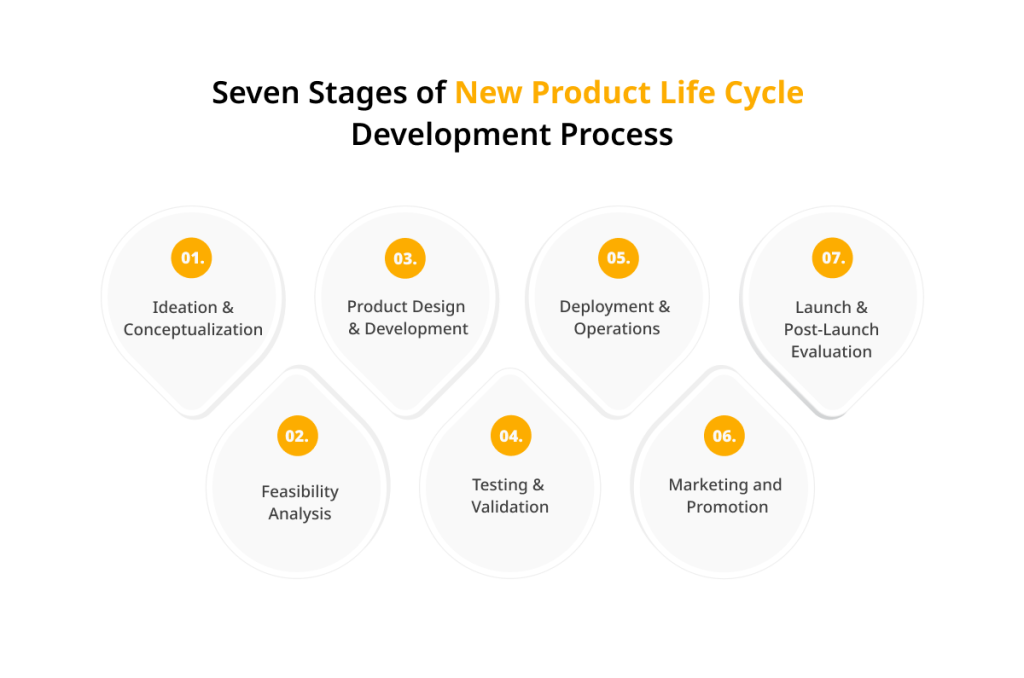 Seven Stages of New Product Life Cycle
Development Process
01.
Ideation &
Conceptualization
02.
Feasibility
Analysis
03.
Product Design
& Development
04.
Testing &
Validation
05.
Deployment &
Operations
06.
Marketing and
Promotion
07.
Launch &
Post-Launch
Evaluation